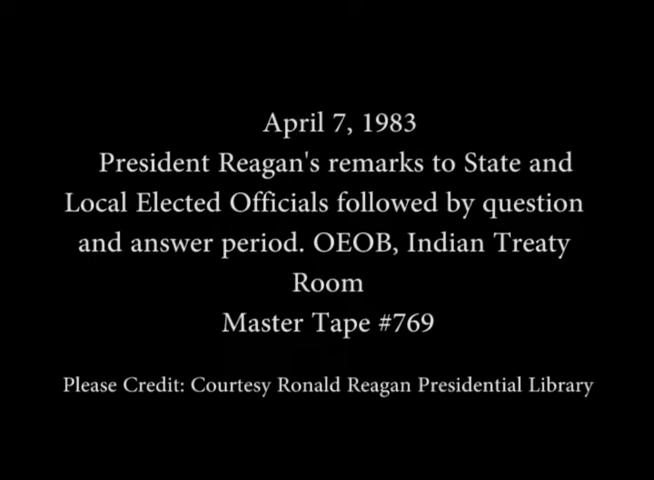 April 7, 1983
President Reagan's remarks to State and
Local Elected Officials followed by question
and answer period. OEOB, Indian Treaty
Room
Master Tape #769
Please Credit: Courtesy Ronald Reagan Presidential Library